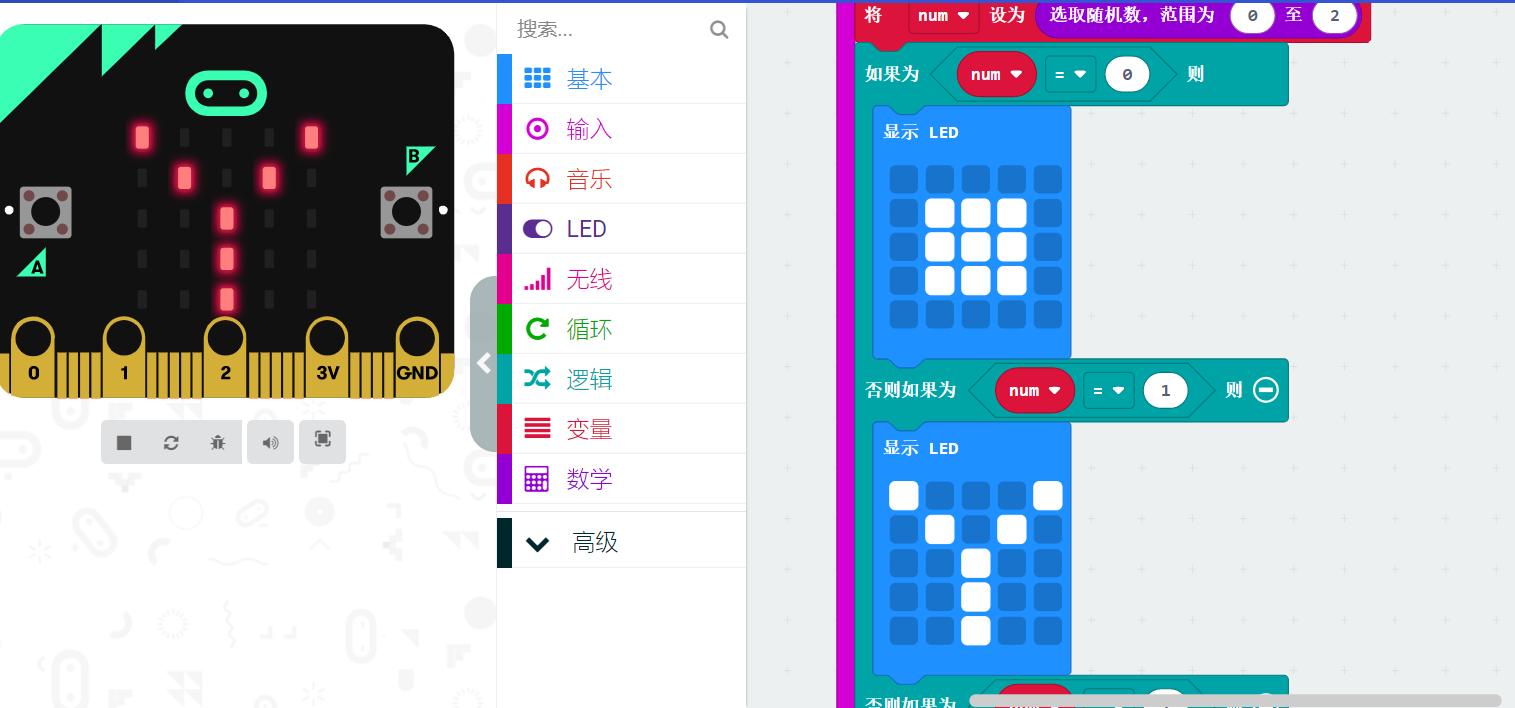 B
A
0 1 2 3V GND
搜索...
基本
输入
音乐
LED
无线
循环
逻辑
变量
数学
高级
将 num 设为 选取随机数，范围为 0 至 2
如果为 num = 0 则
显示 LED
否则如果为 num = 1 则
显示 LED
否则如果为